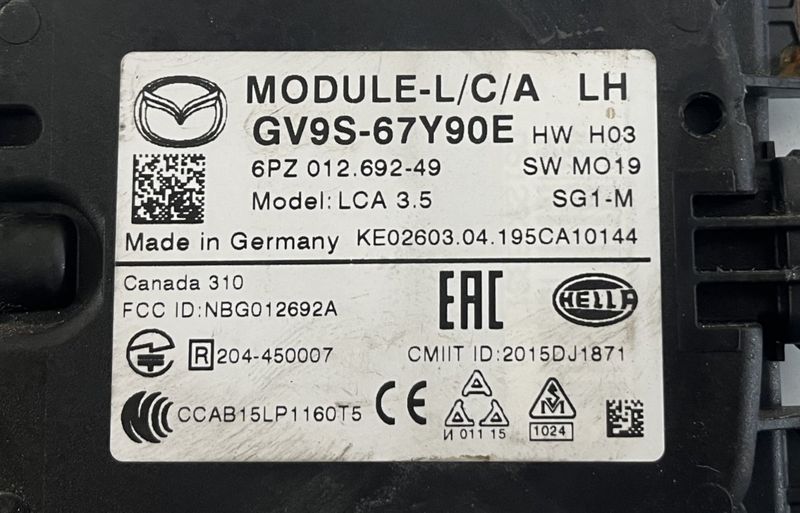 MODULE-L/C/A LH
GV9S-67Y90E HW H03
6PZ 012.692-49 SW MO19
Model: LCA 3.5 SG1-M
Made in Germany KE02603.04.195CA10144
Canada 310
FCC ID:NBG012692A
EAC HELLA
R 204-450007 CMIIT ID:2015DJ1871
CCAB15LP1160T5 CE
И 011 15 1024